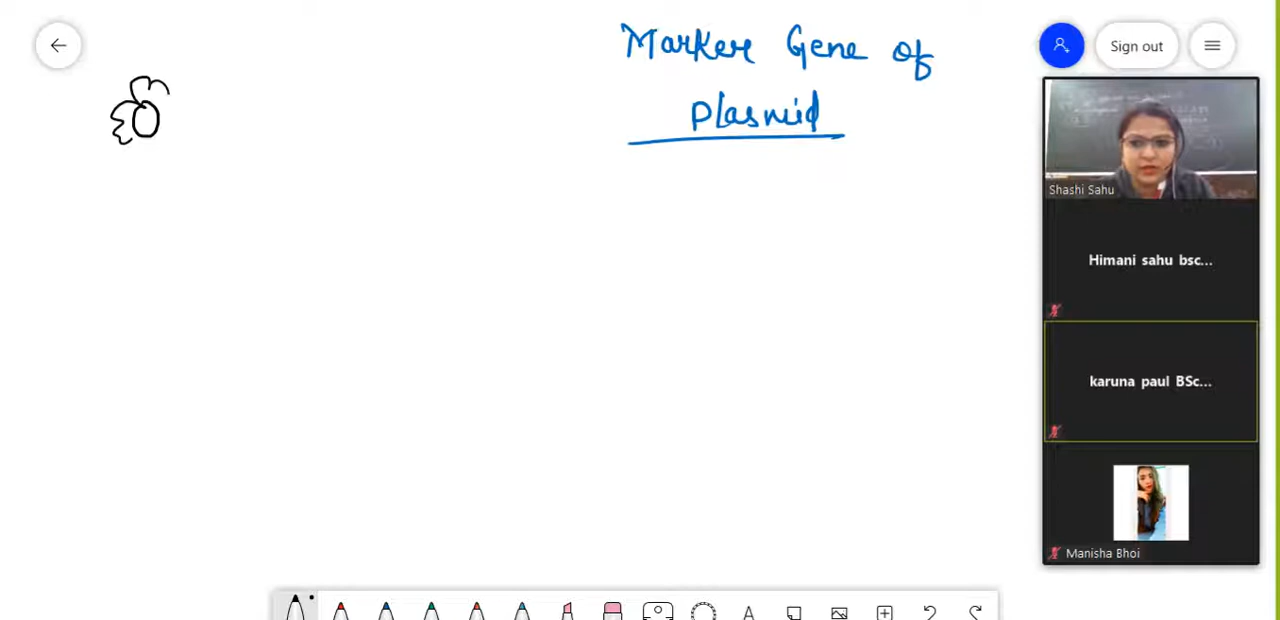 Marker Gene of
Plasmid
Sign out
Shashi Sahu
Himani sahu bsc...
karuna paul BSc...
Manisha Bhoi
A